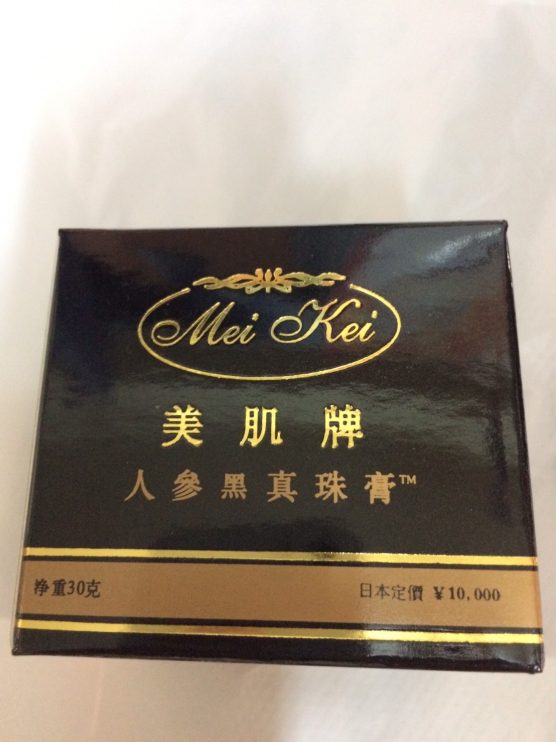 Mei Kei
美肌牌
人參黑真珠膏™
净重30克
日本定價 ￥10,000